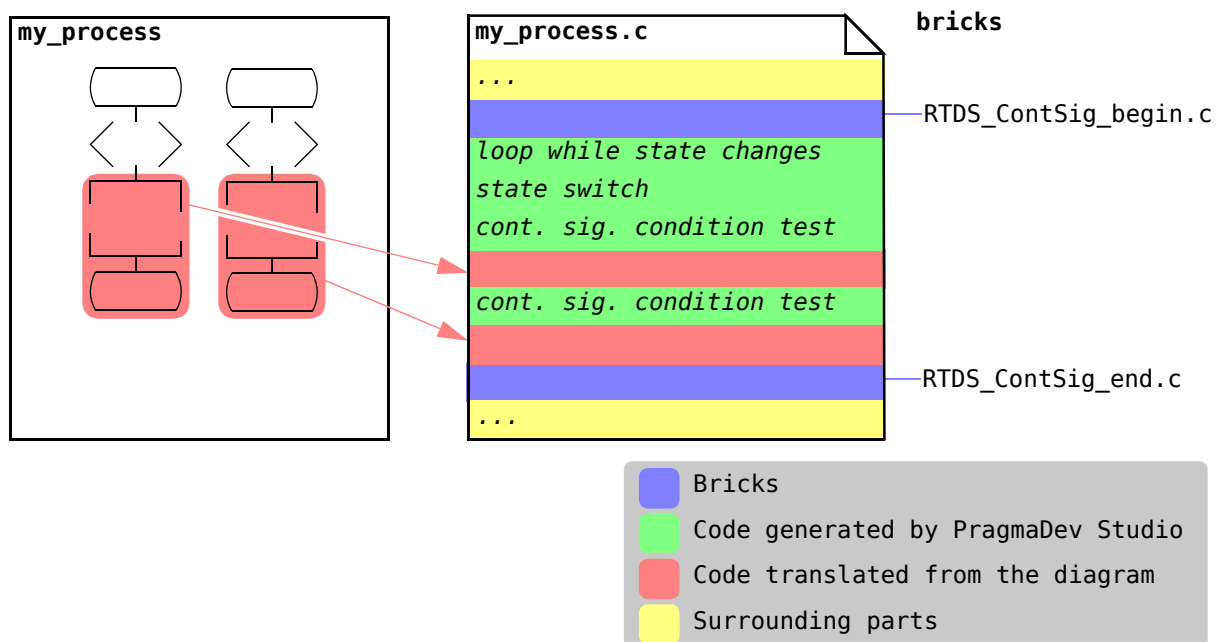 my_process
my_process.c
bricks
...
RTDS_ContSig_begin.c
loop while state changes
state switch
cont. sig. condition test
cont. sig. condition test
RTDS_ContSig_end.c
...
Bricks
Code generated by PragmaDev Studio
Code translated from the diagram
Surrounding parts